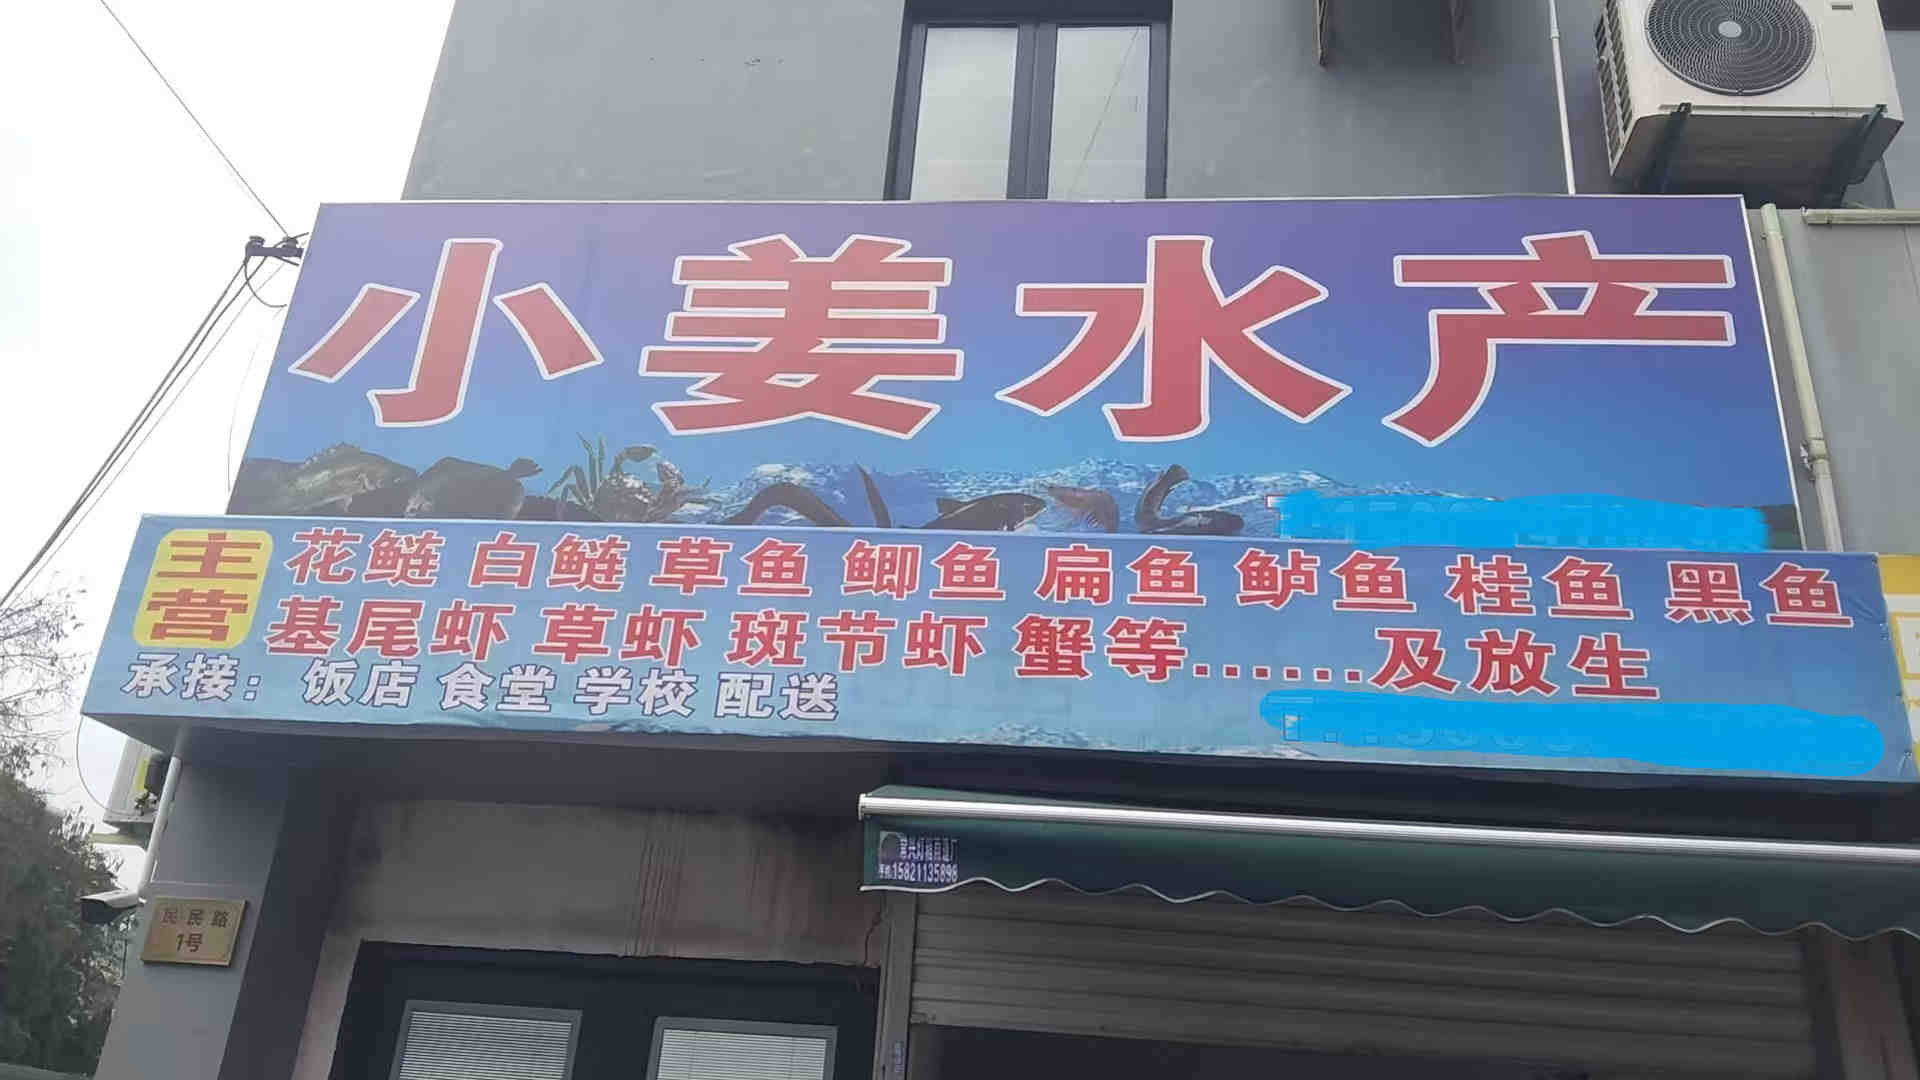 小姜水产
主营
花鲢 白鲢 草鱼 鲫鱼 扁鱼 鲈鱼 桂鱼 黑鱼
基尾虾 草虾 斑节虾 蟹等......及放生
承接: 饭店 食堂 学校 配送
15821135898
民民路
1号